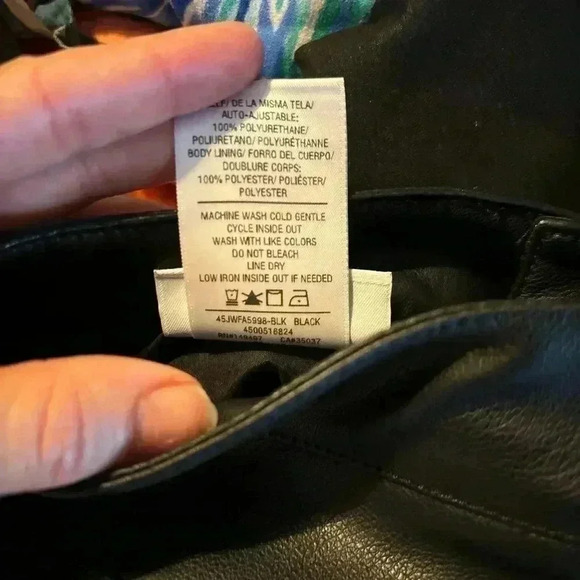 SELF/ DE LA MISMA TELA/
AUTO-AJUSTABLE:
100% POLYURETHANE/
POLIURETANO/ POLYURÉTHANNE
BODY LINING/ FORRO DEL CUERPO/
DOUBLURE CORPS:
100% POLYESTER/ POLIÉSTER/
POLYESTER
MACHINE WASH COLD GENTLE
CYCLE INSIDE OUT
WASH WITH LIKE COLORS
DO NOT BLEACH
LINE DRY
LOW IRON INSIDE OUT IF NEEDED
45JWFA5998-BLK BLACK
4500516824
CA#35037